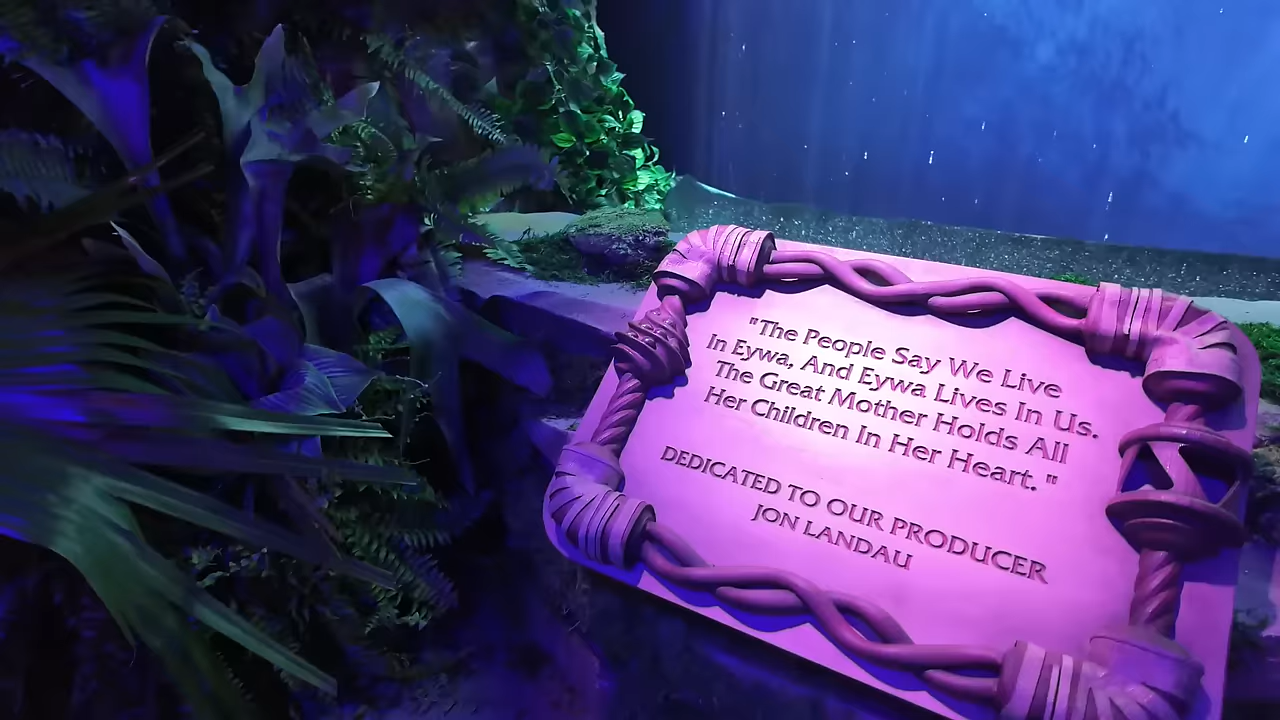 "The People Say We Live
In Eywa, And Eywa Lives In Us.
The Great Mother Holds All
Her Children In Her Heart. "
DEDICATED TO OUR PRODUCER
JON LANDAU